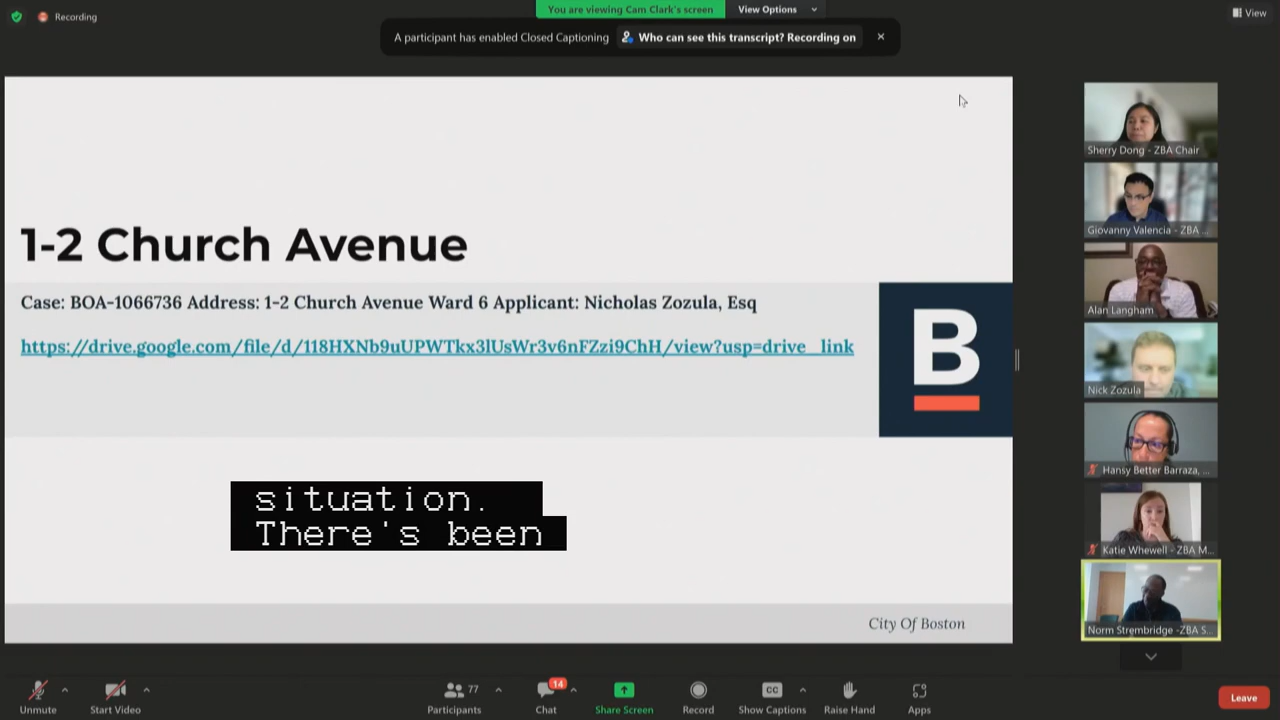 Recording
You are viewing Cam Clark's screen
View Options
View
A participant has enabled Closed Captioning
Who can see this transcript? Recording on
1-2 Church Avenue
Case: BOA-1066736 Address: 1-2 Church Avenue Ward 6 Applicant: Nicholas Zozula, Esq
https://drive.google.com/file/d/118HXNb9uUPWTkx3lUsWr3v6nFZzi9ChH/view?usp=drive_link
B
situation.
There's been
City Of Boston
Sherry Dong - ZBA Chair
Giovanny Valencia - ZBA ...
Alan Langham
Nick Zozula
Hansy Better Barraza, ...
Katie Whewell - ZBA M...
Norm Strembridge -ZBA S...
Unmute
Start Video
77
Participants
14
Chat
Share Screen
Record
CC
Show Captions
Raise Hand
Apps
Leave